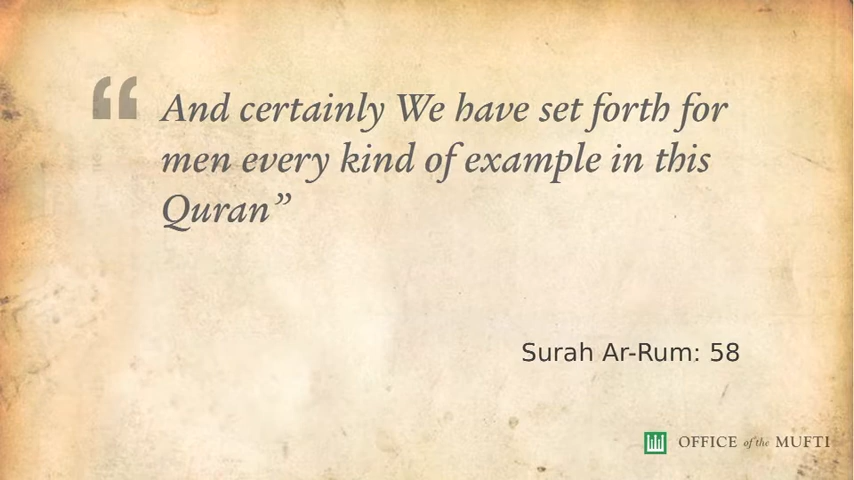 “And certainly We have set forth for
men every kind of example in this
Quran”
Surah Ar-Rum: 58
OFFICE of the MUFTI